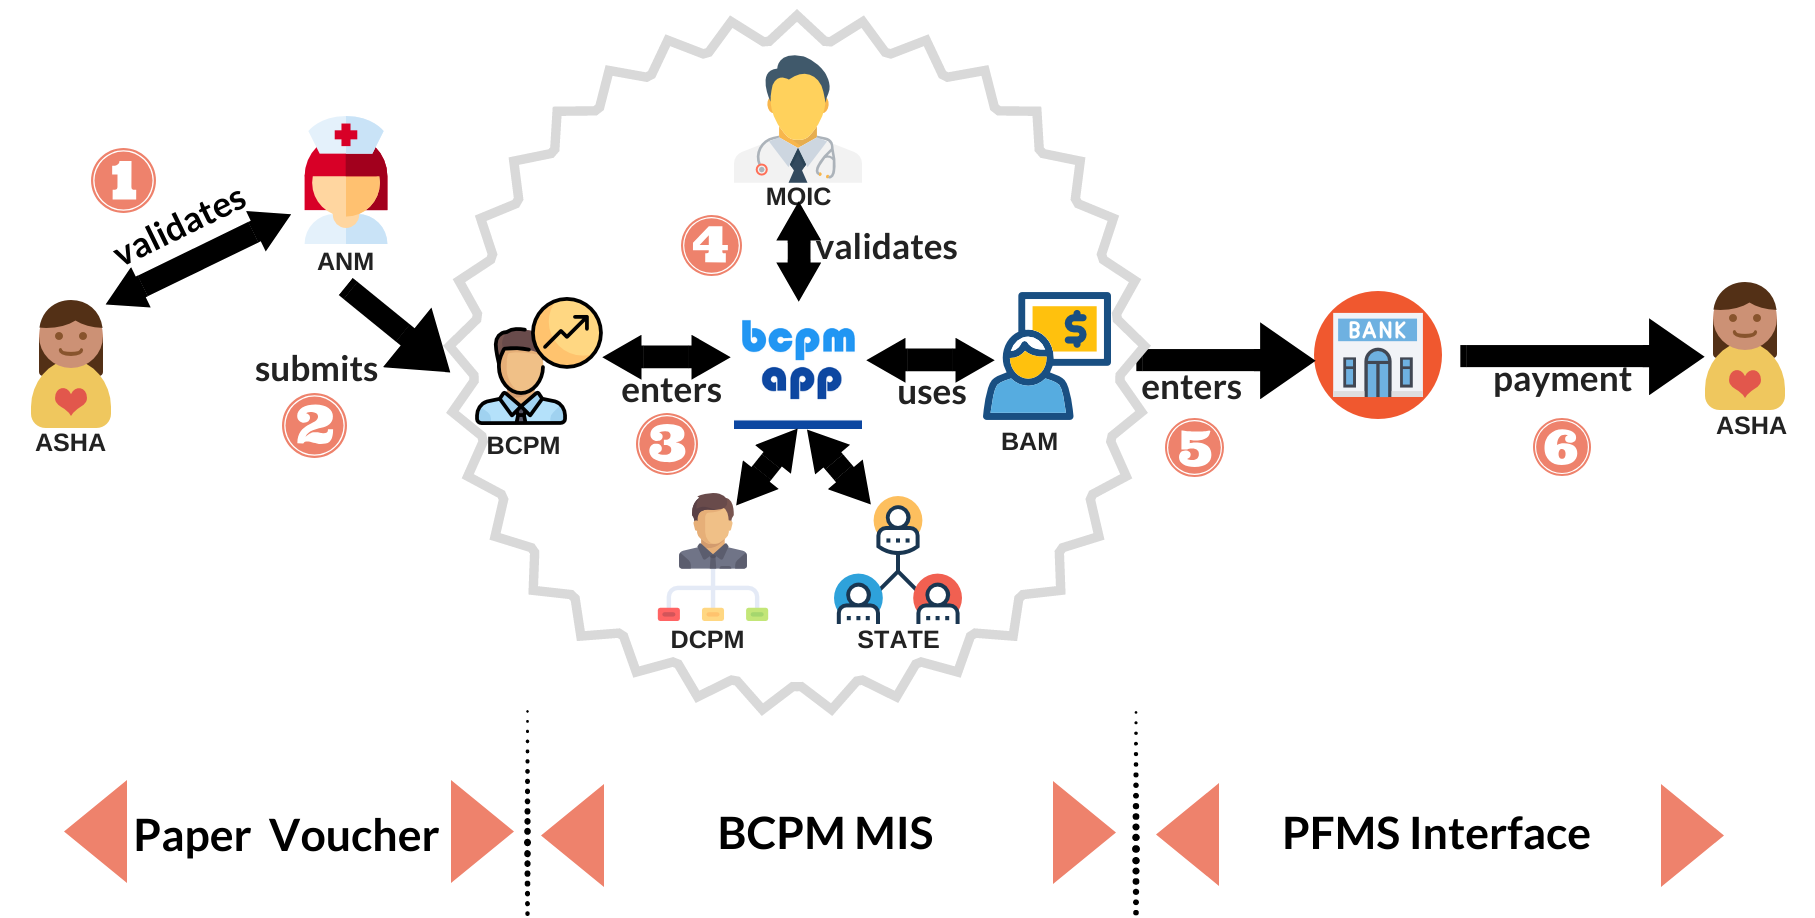 1
validates
ANM
ASHA
submits
2
MOIC
4
validates
BCPM
enters
3
bcpm
app
uses
$
BAM
DCPM
STATE
enters
5
BANK
payment
6
ASHA
Paper Voucher
BCPM MIS
PFMS Interface